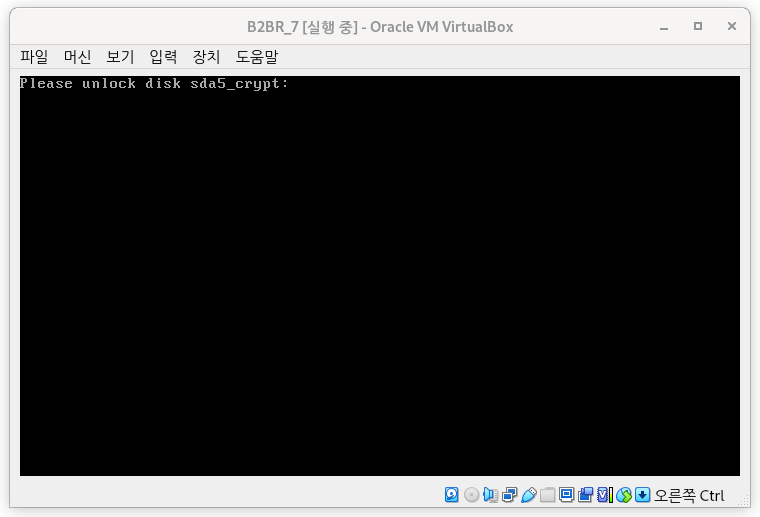 B2BR_7 [실행 중] - Oracle VM VirtualBox
파일 머신 보기 입력 장치 도움말
Please unlock disk sda5_crypt:
오른쪽 Ctrl